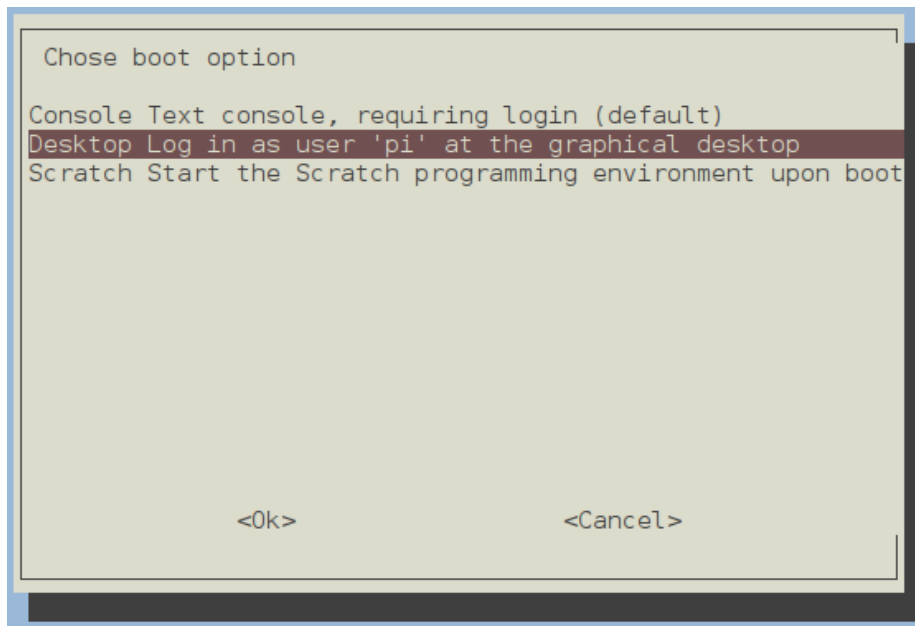 Chose boot option
Console Text console, requiring login (default)
Desktop Log in as user 'pi' at the graphical desktop
Scratch Start the Scratch programming environment upon boot
<Ok> <Cancel>